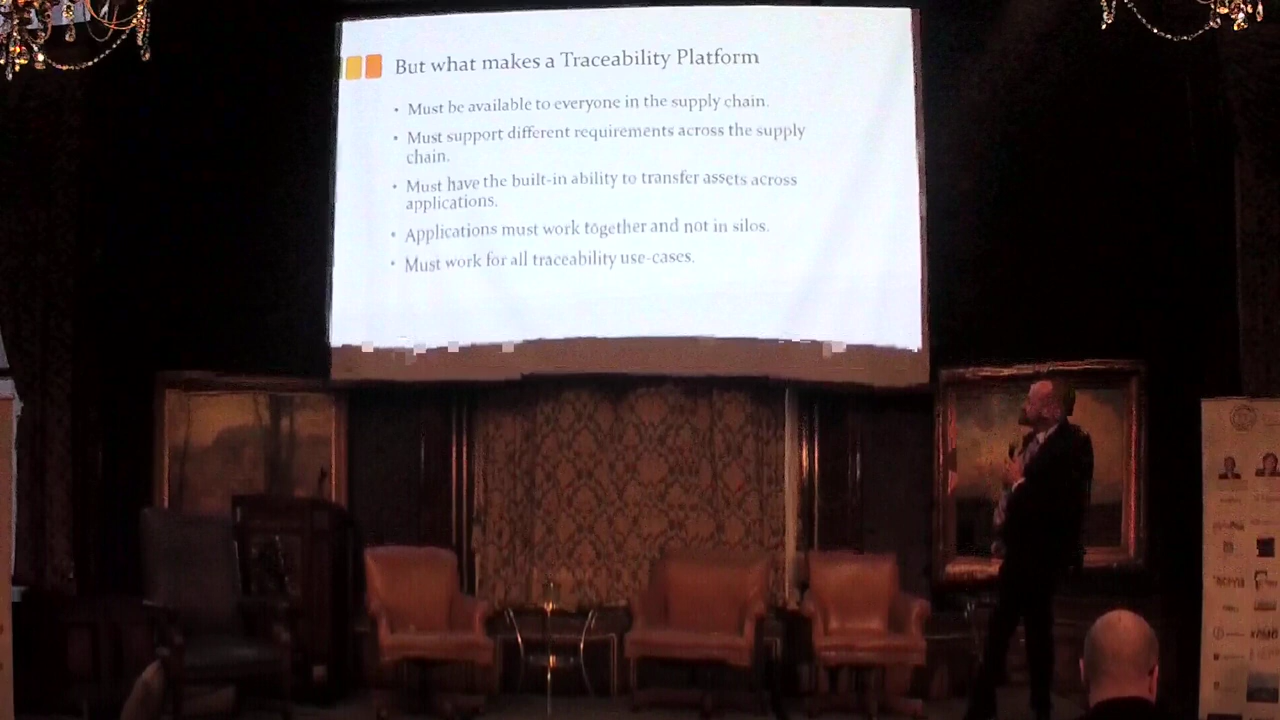 But what makes a Traceability Platform
• Must be available to everyone in the supply chain.
• Must support different requirements across the supply
chain.
• Must have the built-in ability to transfer assets across
applications.
• Applications must work together and not in silos.
• Must work for all traceability use-cases.